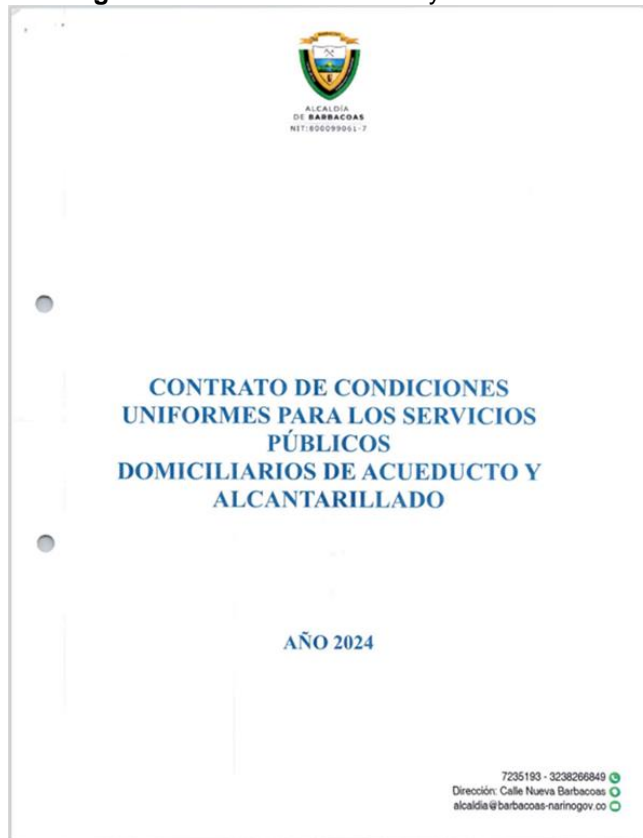 ALCALDÍA
DE BARBACOAS
NIT:800099061-7
CONTRATO DE CONDICIONES
UNIFORMES PARA LOS SERVICIOS
PÚBLICOS
DOMICILIARIOS DE ACUEDUCTO Y
ALCANTARILLADO
AÑO 2024
7235193 - 3238266849
Dirección: Calle Nueva Barbacoas
alcaldia@barbacoas-narinogov.co